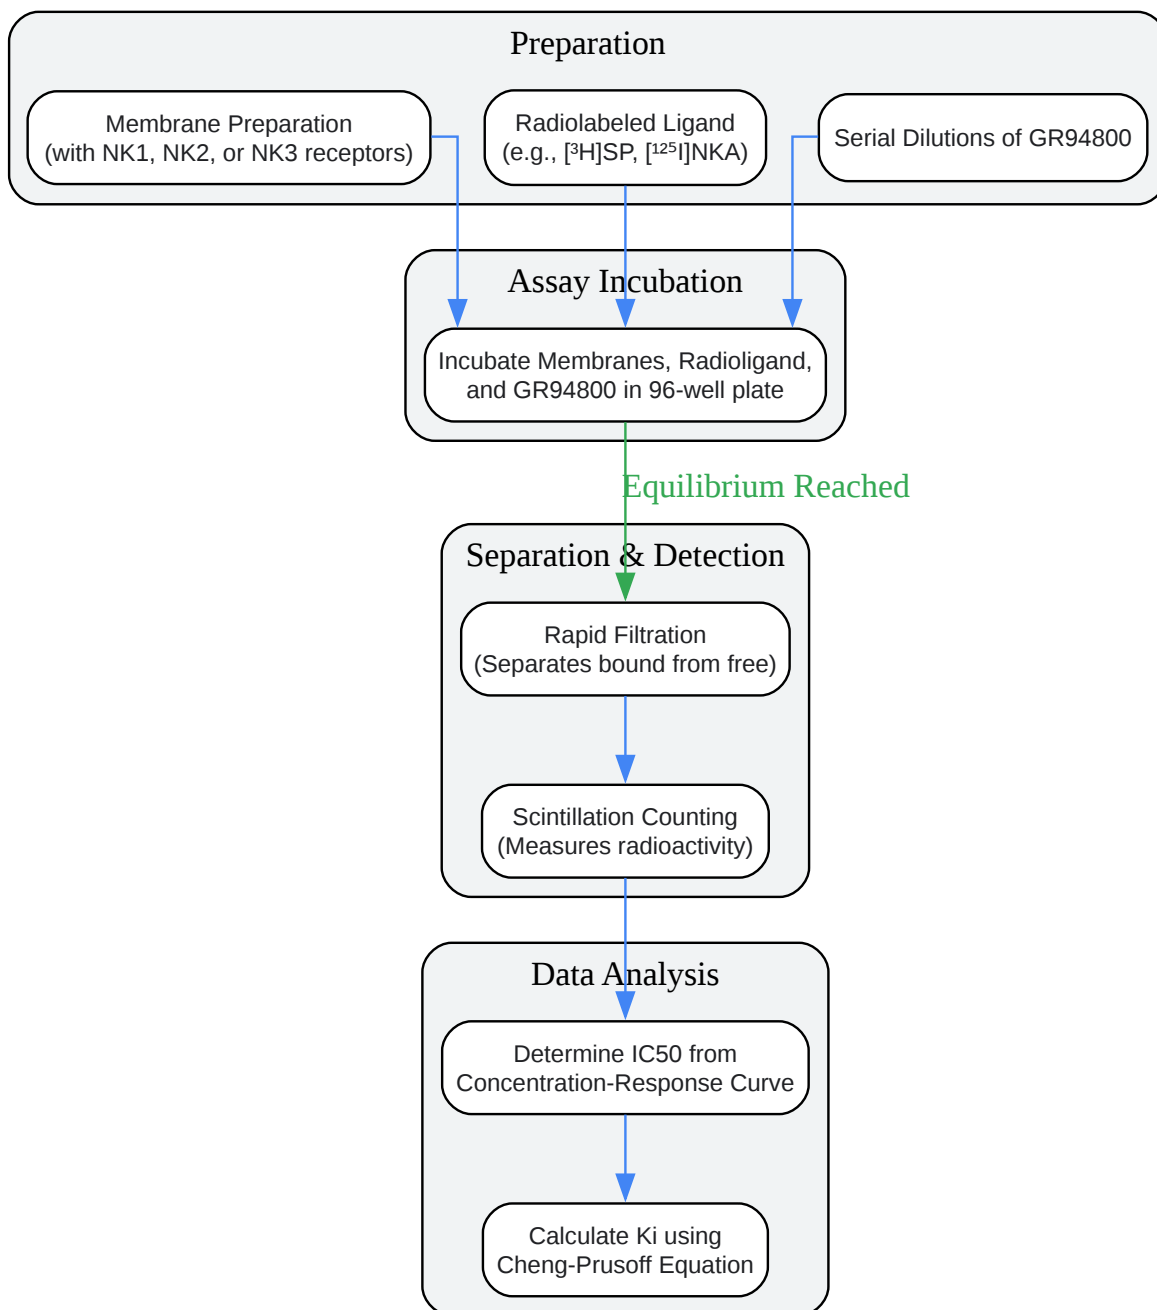 Preparation
Membrane Preparation
(with NK1, NK2, or NK3 receptors)
Radiolabeled Ligand
(e.g., [³H]SP, [¹²⁵I]NKA)
Serial Dilutions of GR94800
Assay Incubation
Incubate Membranes, Radioligand,
and GR94800 in 96-well plate
Equilibrium Reached
Separation & Detection
Rapid Filtration
(Separates bound from free)
Scintillation Counting
(Measures radioactivity)
Data Analysis
Determine IC50 from
Concentration-Response Curve
Calculate Ki using
Cheng-Prusoff Equation